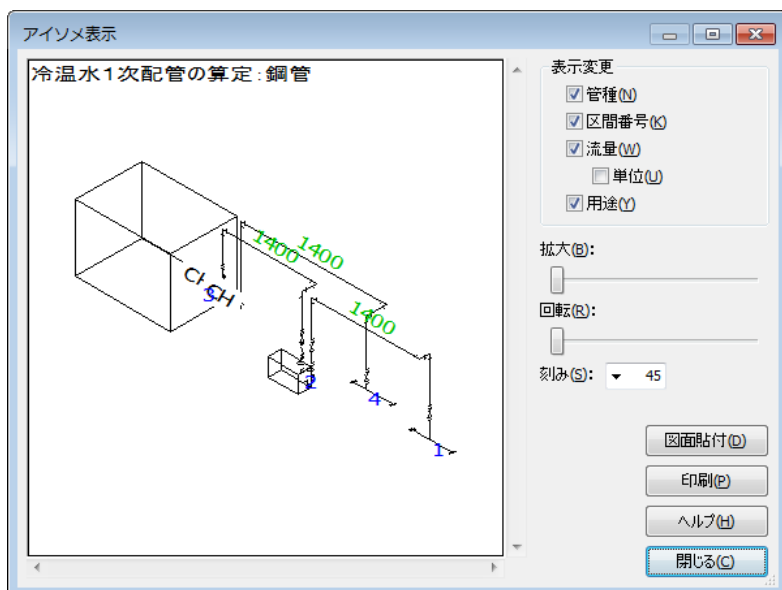 アイソメ表示
冷温水1次配管の算定:鋼管
1400
1400
1400
CH
3
2
4
1
表示変更
管種(N)
区間番号(K)
流量(W)
単位(U)
用途(Y)
拡大(B):
回転(R):
刻み(S):
45
図面貼付(D)
印刷(P)
ヘルプ(H)
閉じる(C)